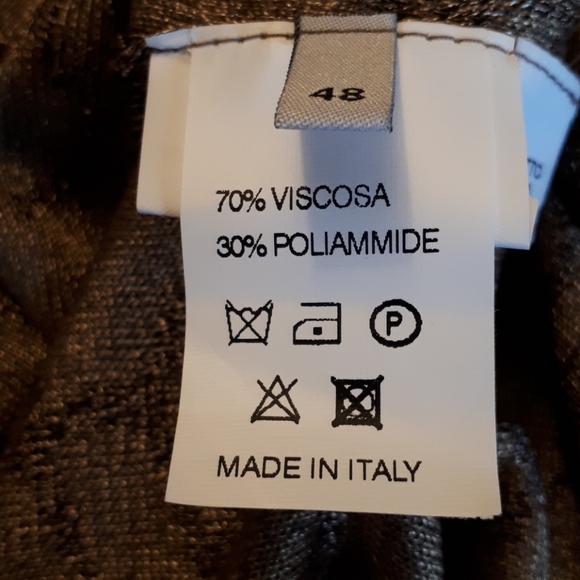 48
70% VISCOSA
30% POLIAMMIDE
P
MADE IN ITALY